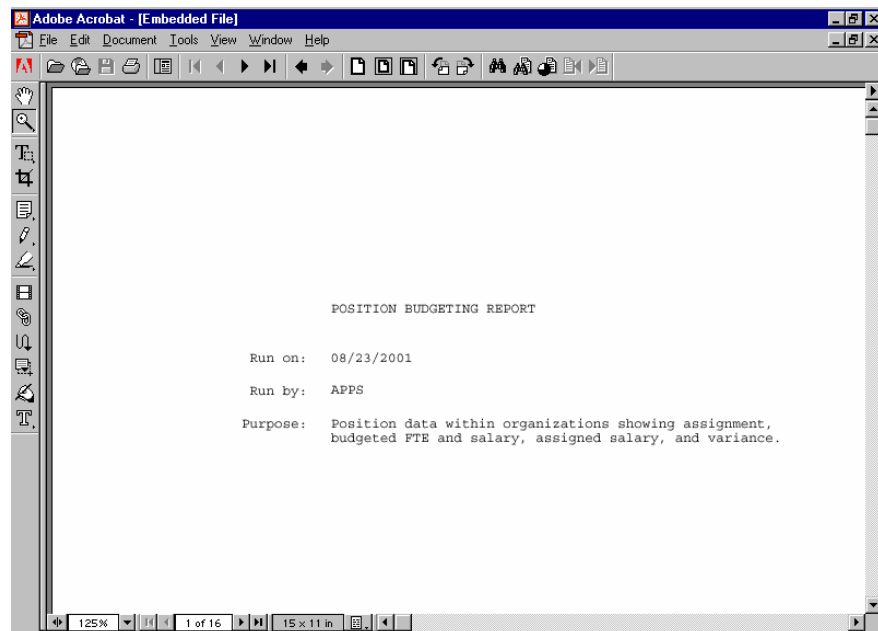 Adobe Acrobat - [Embedded File]
File Edit Document Tools View Window Help
POSITION BUDGETING REPORT
Run on: 08/23/2001
Run by: APPS
Purpose: Position data within organizations showing assignment,
budgeted FTE and salary, assigned salary, and variance.
125% 1 of 16 15 x 11 in